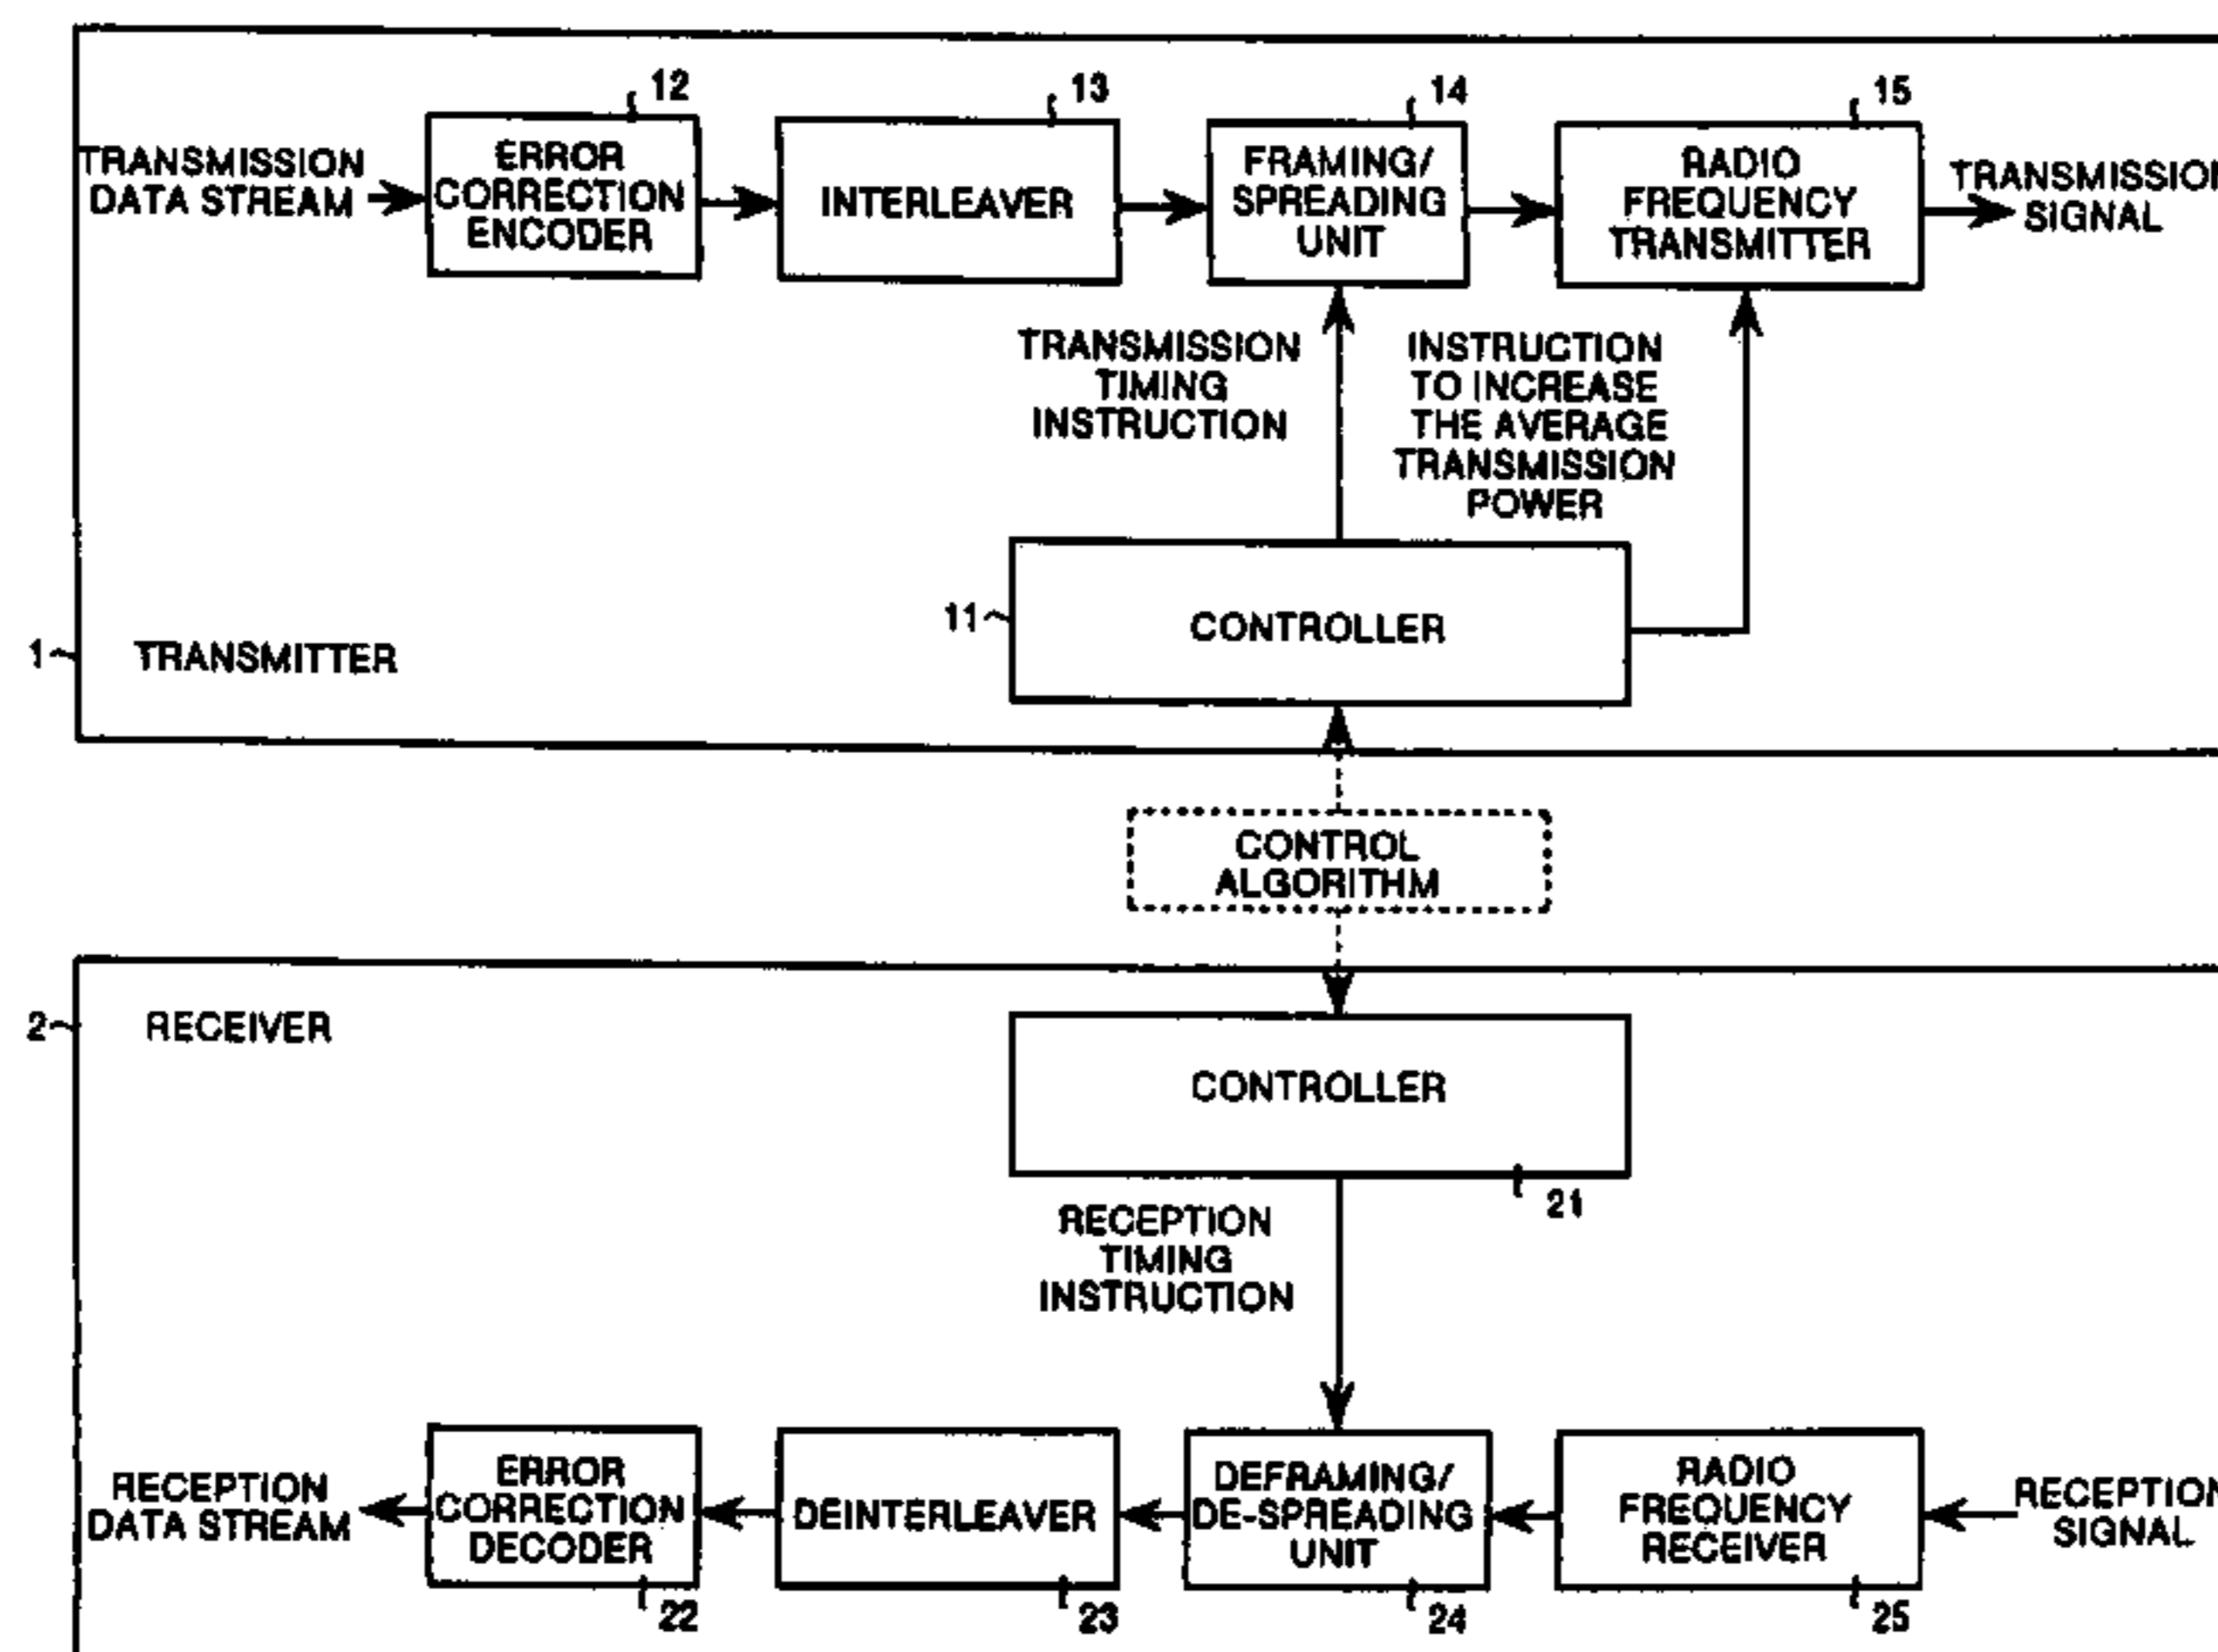 12
13
14
15
TRANSMISSION
DATA STREAM
ERROR
CORRECTION
ENCODER
INTERLEAVER
FRAMING/
SPREADING
UNIT
RADIO
FREQUENCY
TRANSMITTER
TRANSMISSION
SIGNAL
TRANSMISSION
TIMING
INSTRUCTION
INSTRUCTION
TO INCREASE
THE AVERAGE
TRANSMISSION
POWER
11
CONTROLLER
1
TRANSMITTER
CONTROL
ALGORITHM
2
RECEIVER
CONTROLLER
21
RECEPTION
TIMING
INSTRUCTION
RECEPTION
DATA STREAM
ERROR
CORRECTION
DECODER
DEINTERLEAVER
DEFRAMING/
DE-SPREADING
UNIT
RADIO
FREQUENCY
RECEIVER
RECEPTION
SIGNAL
22
23
24
25